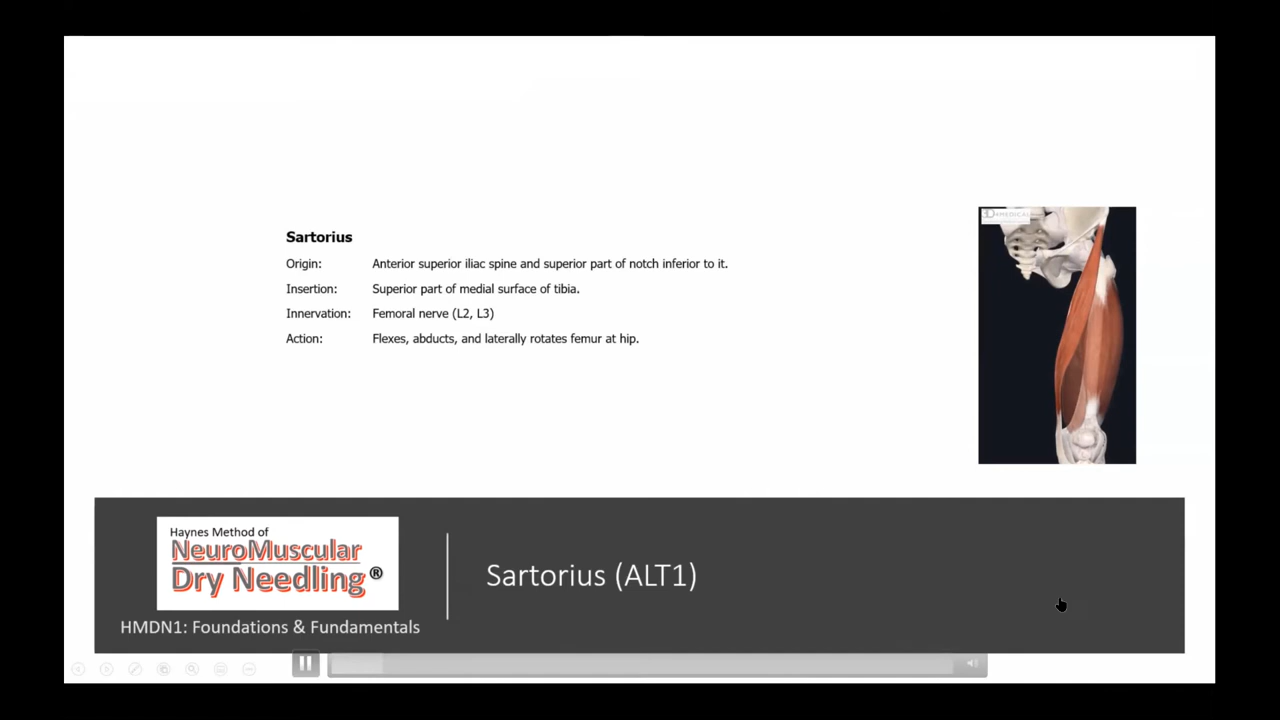 3D4MEDICAL
Sartorius
Origin: Anterior superior iliac spine and superior part of notch inferior to it.
Insertion: Superior part of medial surface of tibia.
Innervation: Femoral nerve (L2, L3)
Action: Flexes, abducts, and laterally rotates femur at hip.
Haynes Method of
NeuroMuscular
Dry Needling®
HMDN1: Foundations & Fundamentals
Sartorius (ALT1)